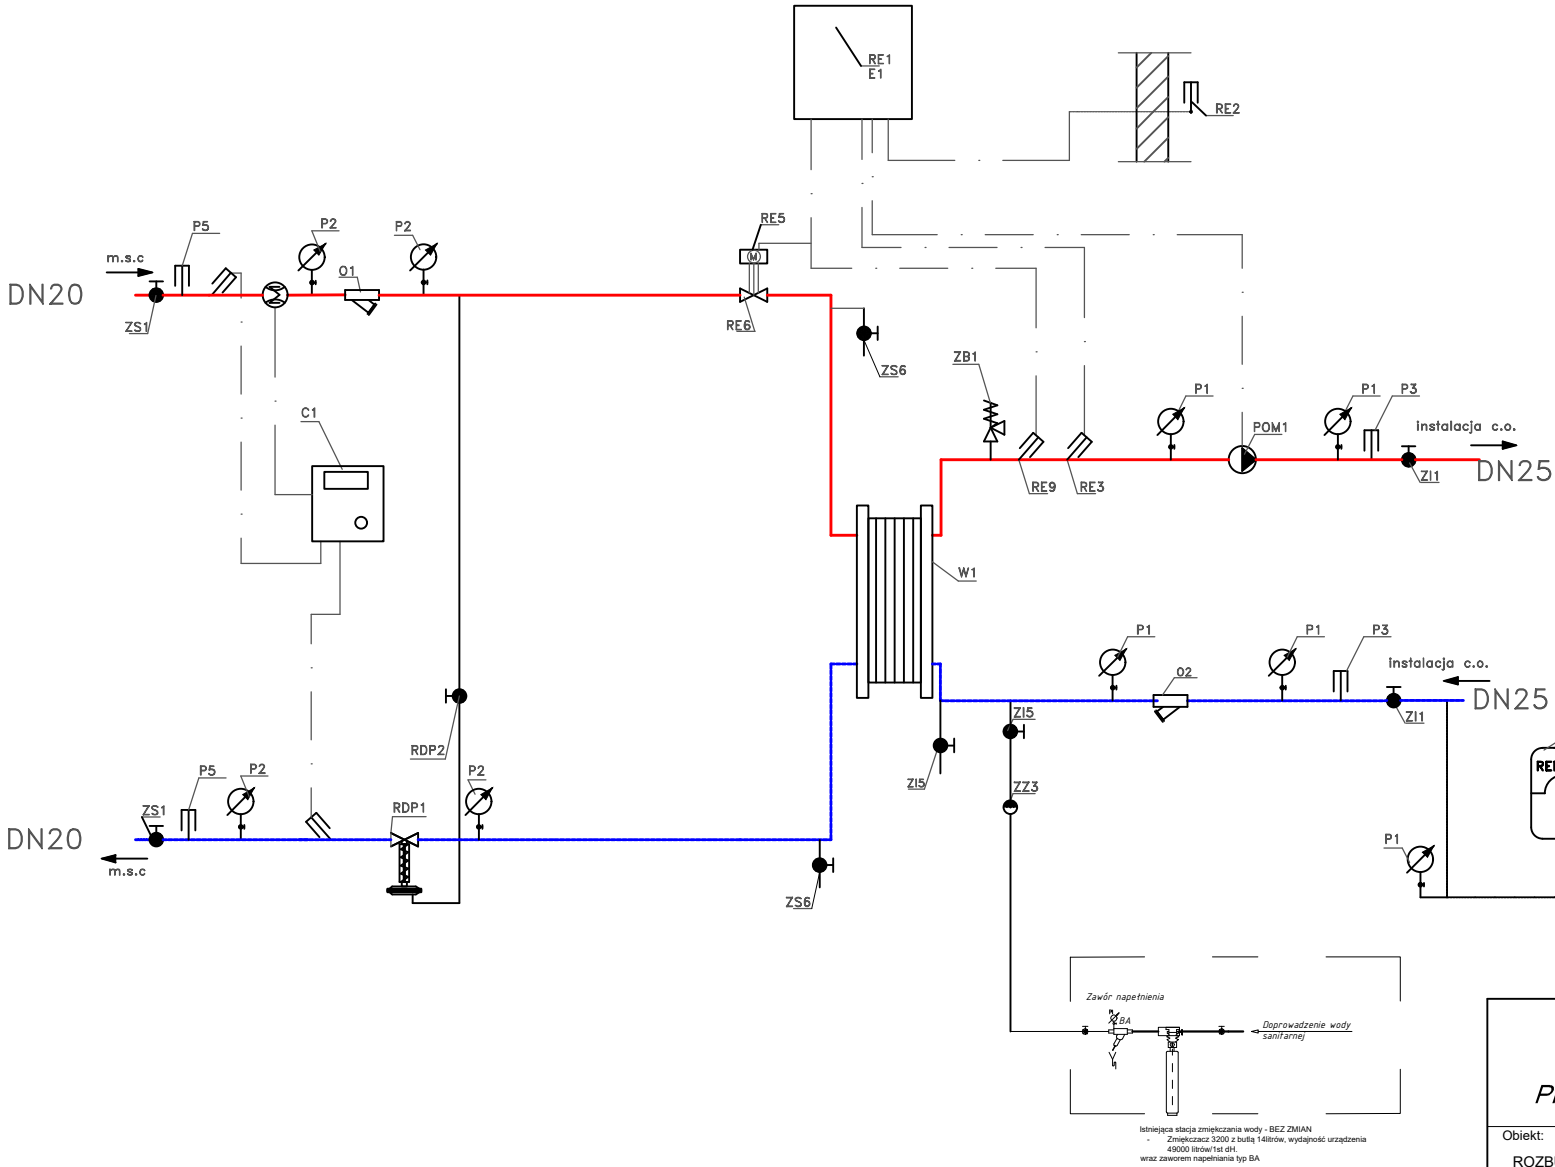 RE1
E1
RE2
P5
P2
P2
RE5
m.s.c
O1
DN20
ZS1
RE6
ZS6
ZB1
P1
P1
P3
C1
POM1
instalacja c.o.
RE9
RE3
ZI1
DN25
W1
P1
P1
P3
O2
instalacja c.o.
DN25
ZI5
ZI1
RDP2
P5
P2
P2
ZI5
ZZ3
ZS1
RDP1
DN20
m.s.c
ZS6
P1
Zawór napełnienia
BA
Doprowadzenie wody
sanitarnej
Istniejąca stacja zmiękczania wody - BEZ ZMIAN
- Zmiękczacz 3200 z butlą 14litrów, wydajność urządzenia
49000 litrów/1st dH.
wraz zaworem napełniania typ BA
Obiekt: